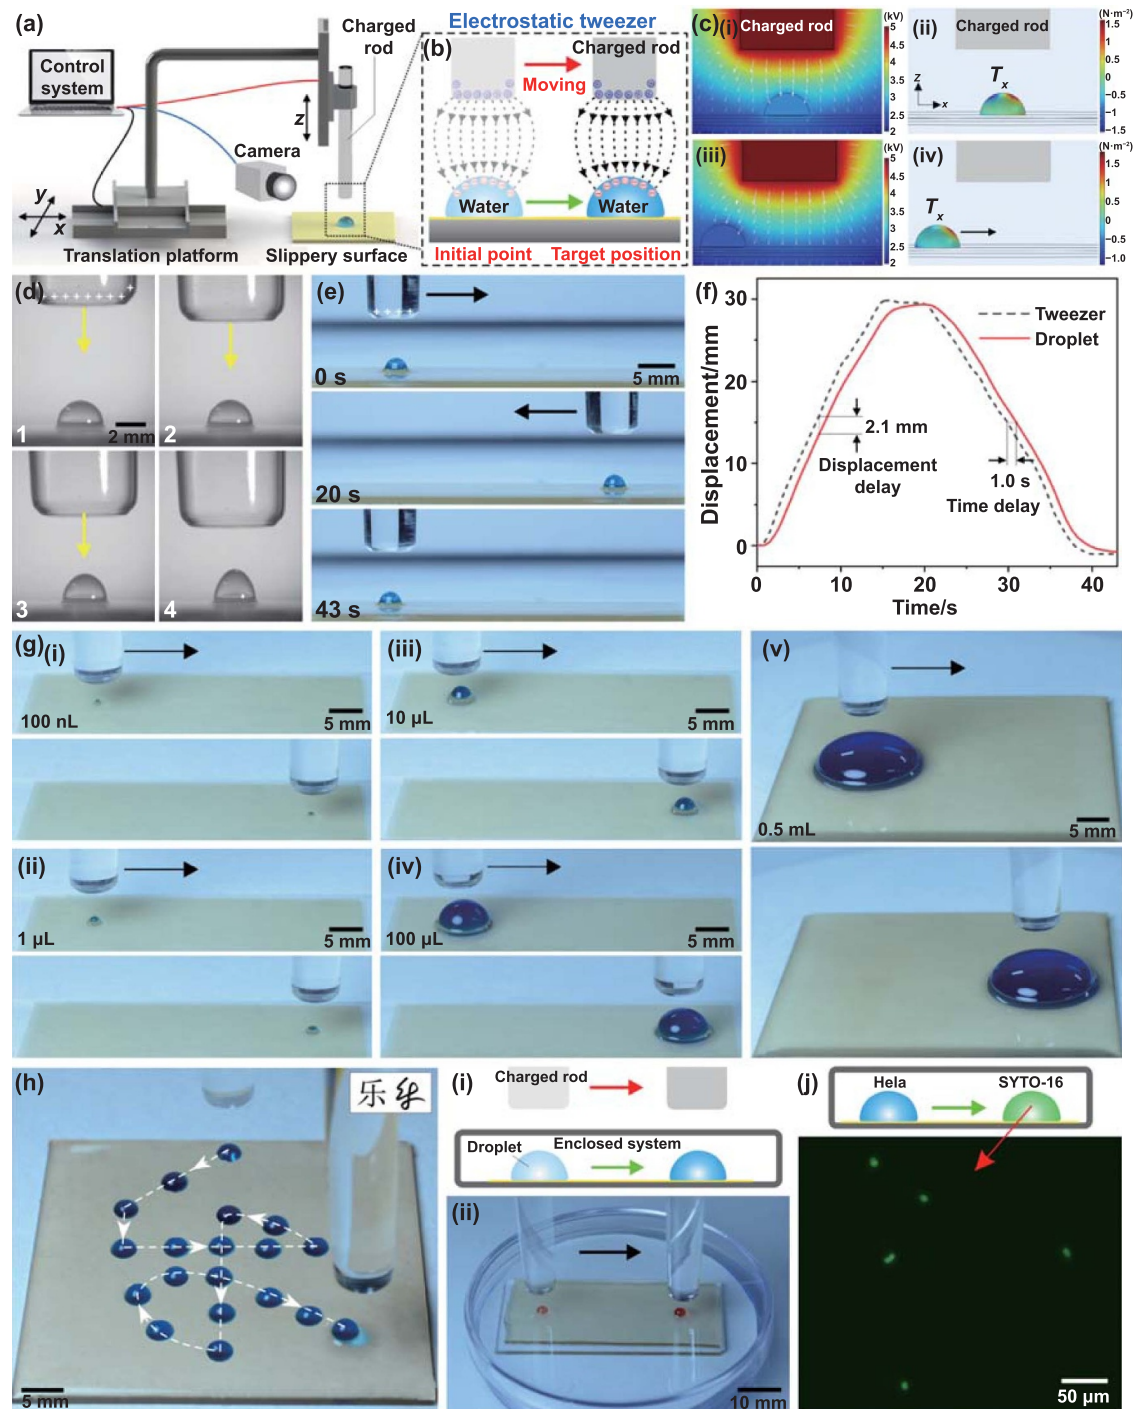 (a)
Control
system
Charged
rod
z
Camera
y
x
Translation platform
Slippery surface
Electrostatic tweezer
(b)
Charged rod
Moving
Water
Water
Initial point
Target position
(c)
(i)
Charged rod
(kV)
5
4.5
4
3.5
3
2.5
2
(ii)
Charged rod
Tx
z
x
(N·m⁻²)
1.5
1.0
0.5
0
−0.5
−1.0
−1.5
(iii)
(kV)
5
4.5
4
3.5
3
2.5
2
(iv)
Tx
(N·m⁻²)
1.5
1.0
0.5
0
−0.5
−1.0
(d)
1
2 mm
2
3
4
(e)
0 s
5 mm
20 s
43 s
(f)
Displacement/mm
30
20
10
0
Tweezer
Droplet
2.1 mm
Displacement
delay
1.0 s
Time delay
0
10
20
30
40
Time/s
(g)
(i)
100 nL
5 mm
(ii)
1 µL
5 mm
(iii)
10 µL
5 mm
(iv)
100 µL
5 mm
(v)
0.5 mL
5 mm
(h)
乐华
5 mm
(i)
Charged rod
Droplet
Enclosed system
(ii)
10 mm
(j)
Hela
SYTO-16
50 µm